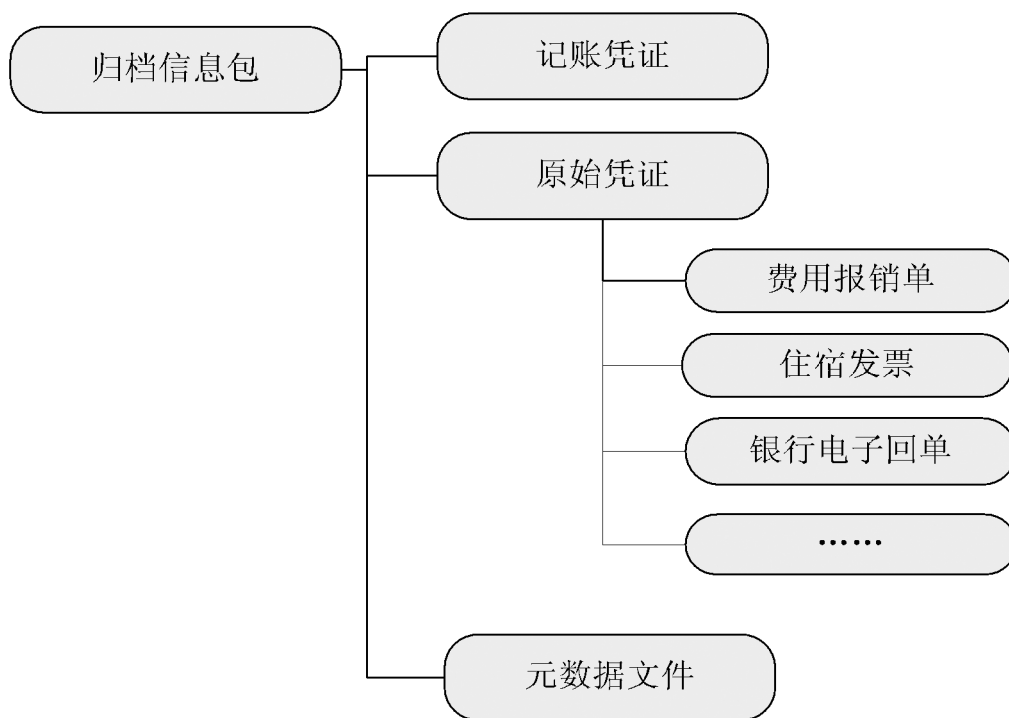 归档信息包
记账凭证
原始凭证
费用报销单
住宿发票
银行电子回单
……
元数据文件